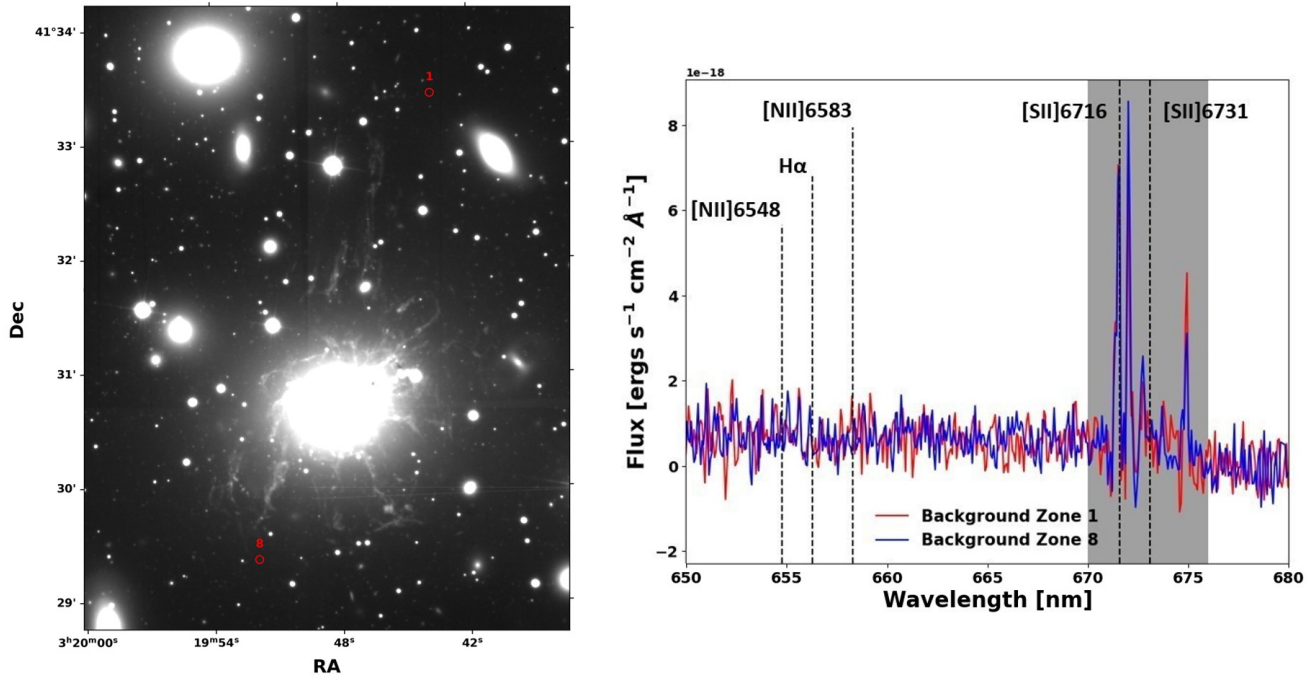 41°34'
33'
32'
31'
30'
29'
Dec
1
8
3ʰ20ᵐ00ˢ
19ᵐ54ˢ
48ˢ
42ˢ
RA
1e−18
[NII]6583
[SII]6716
[SII]6731
Hα
[NII]6548
8
6
4
2
0
−2
Flux [ergs s⁻¹ cm⁻² Å⁻¹]
Background Zone 1
Background Zone 8
650
655
660
665
670
675
680
Wavelength [nm]